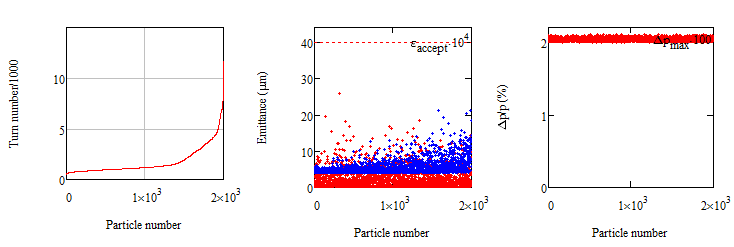 Turn number/1000
10
5
0
0
1×10³
2×10³
Particle number
Emittance (μm)
40
30
20
10
0
ε_accept·10⁴
0
1×10³
2×10³
Particle number
Δp/p (%)
2
1
0
Δp_max·100
0
1×10³
2×10³
Particle number